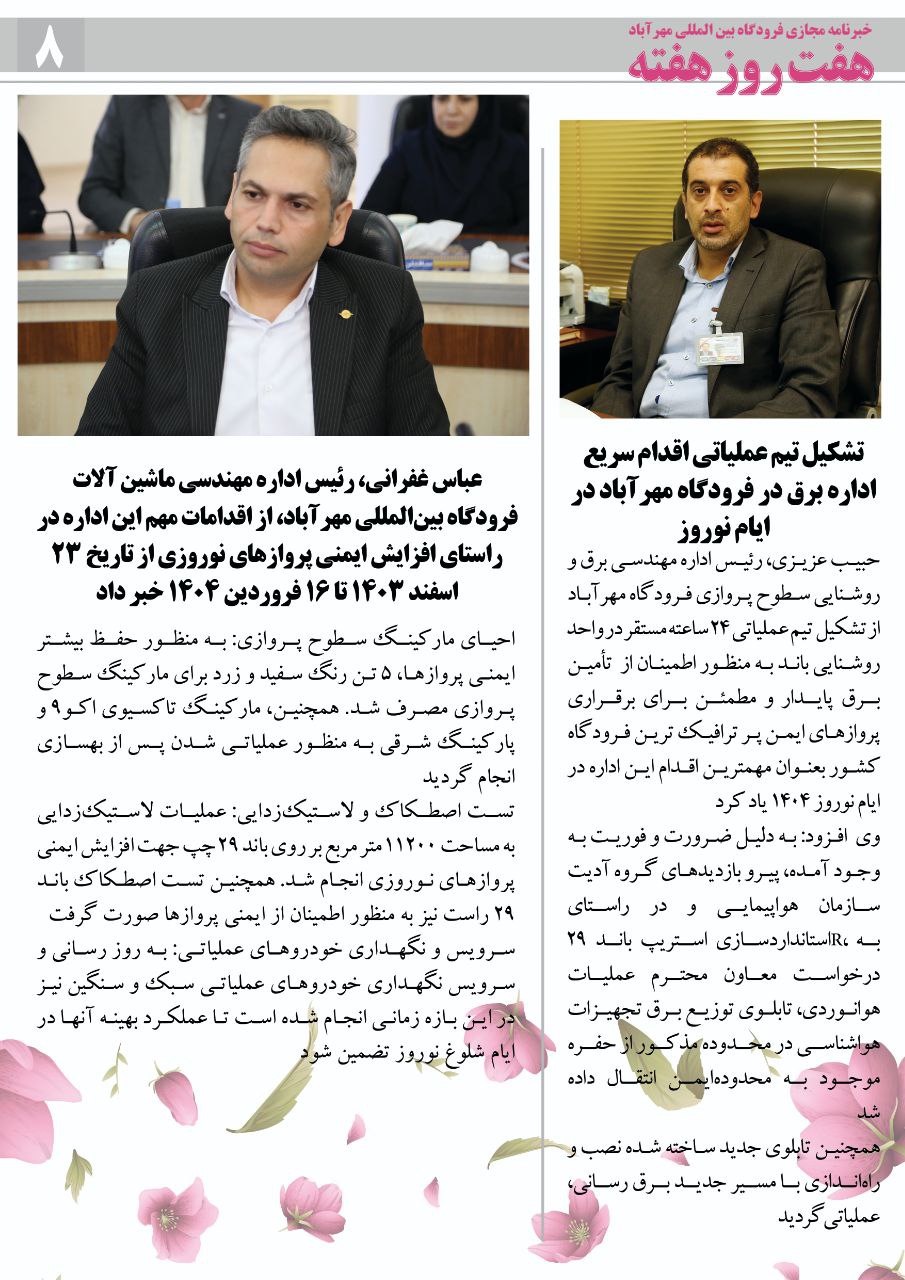 خبرنامه مجازی فرودگاه بین المللی مهرآباد
هفت روز هفته
۸
تشکیل تیم عملیاتی اقدام سریع
اداره برق در فرودگاه مهرآباد در
ایام نوروز
حبیب عزیزی، رئیس اداره مهندسی برق و
روشنایی سطوح پروازی فرودگاه مهرآباد
از تشکیل تیم عملیاتی ۲۴ ساعته مستقر در واحد
روشنایی باند به منظور اطمینان از تأمین
برق پایدار و مطمئن برای برقراری
پروازهای ایمن پر ترافیک ترین فرودگاه
کشور بعنوان مهمترین اقدام این اداره در
ایام نوروز ۱۴۰۴ یاد کرد
وی افزود: به دلیل ضرورت و فوریت به
وجود آمده، پیرو بازدیدهای گروه آدیت
سازمان هواپیمایی و در راستای
استانداردسازی استریپ باند ۲۹R، به
درخواست معاون محترم عملیات
هوانوردی، تابلوی توزیع برق تجهیزات
هواشناسی در محدوده مذکور از حفره
موجود به محدوده‌ایمن انتقال داده
شد
همچنین تابلوی جدید ساخته شده نصب و
راه‌اندازی با مسیر جدید برق رسانی،
عملیاتی گردید
عباس غفرانی، رئیس اداره مهندسی ماشین آلات
فرودگاه بین‌المللی مهرآباد، از اقدامات مهم این اداره در
راستای افزایش ایمنی پروازهای نوروزی از تاریخ ۲۳
اسفند ۱۴۰۳ تا ۱۶ فروردین ۱۴۰۴ خبر داد
احیای مارکینگ سطوح پروازی: به منظور حفظ بیشتر
ایمنی پروازها، ۵ تن رنگ سفید و زرد برای مارکینگ سطوح
پروازی مصرف شد. همچنین، مارکینگ تاکسیوی اکو ۹ و
پارکینگ شرقی به منظور عملیاتی شدن پس از بهسازی
انجام گردید
تست اصطکاک و لاستیک‌زدایی: عملیات لاستیک‌زدایی
به مساحت ۱۱۲۰۰ متر مربع بر روی باند ۲۹ چپ جهت افزایش ایمنی
پروازهای نوروزی انجام شد. همچنین تست اصطکاک باند
۲۹ راست نیز به منظور اطمینان از ایمنی پروازها صورت گرفت
سرویس و نگهداری خودروهای عملیاتی: به روز رسانی و
سرویس نگهداری خودروهای عملیاتی سبک و سنگین نیز
در این بازه زمانی انجام شده است تا عملکرد بهینه آنها در
ایام شلوغ نوروز تضمین شود